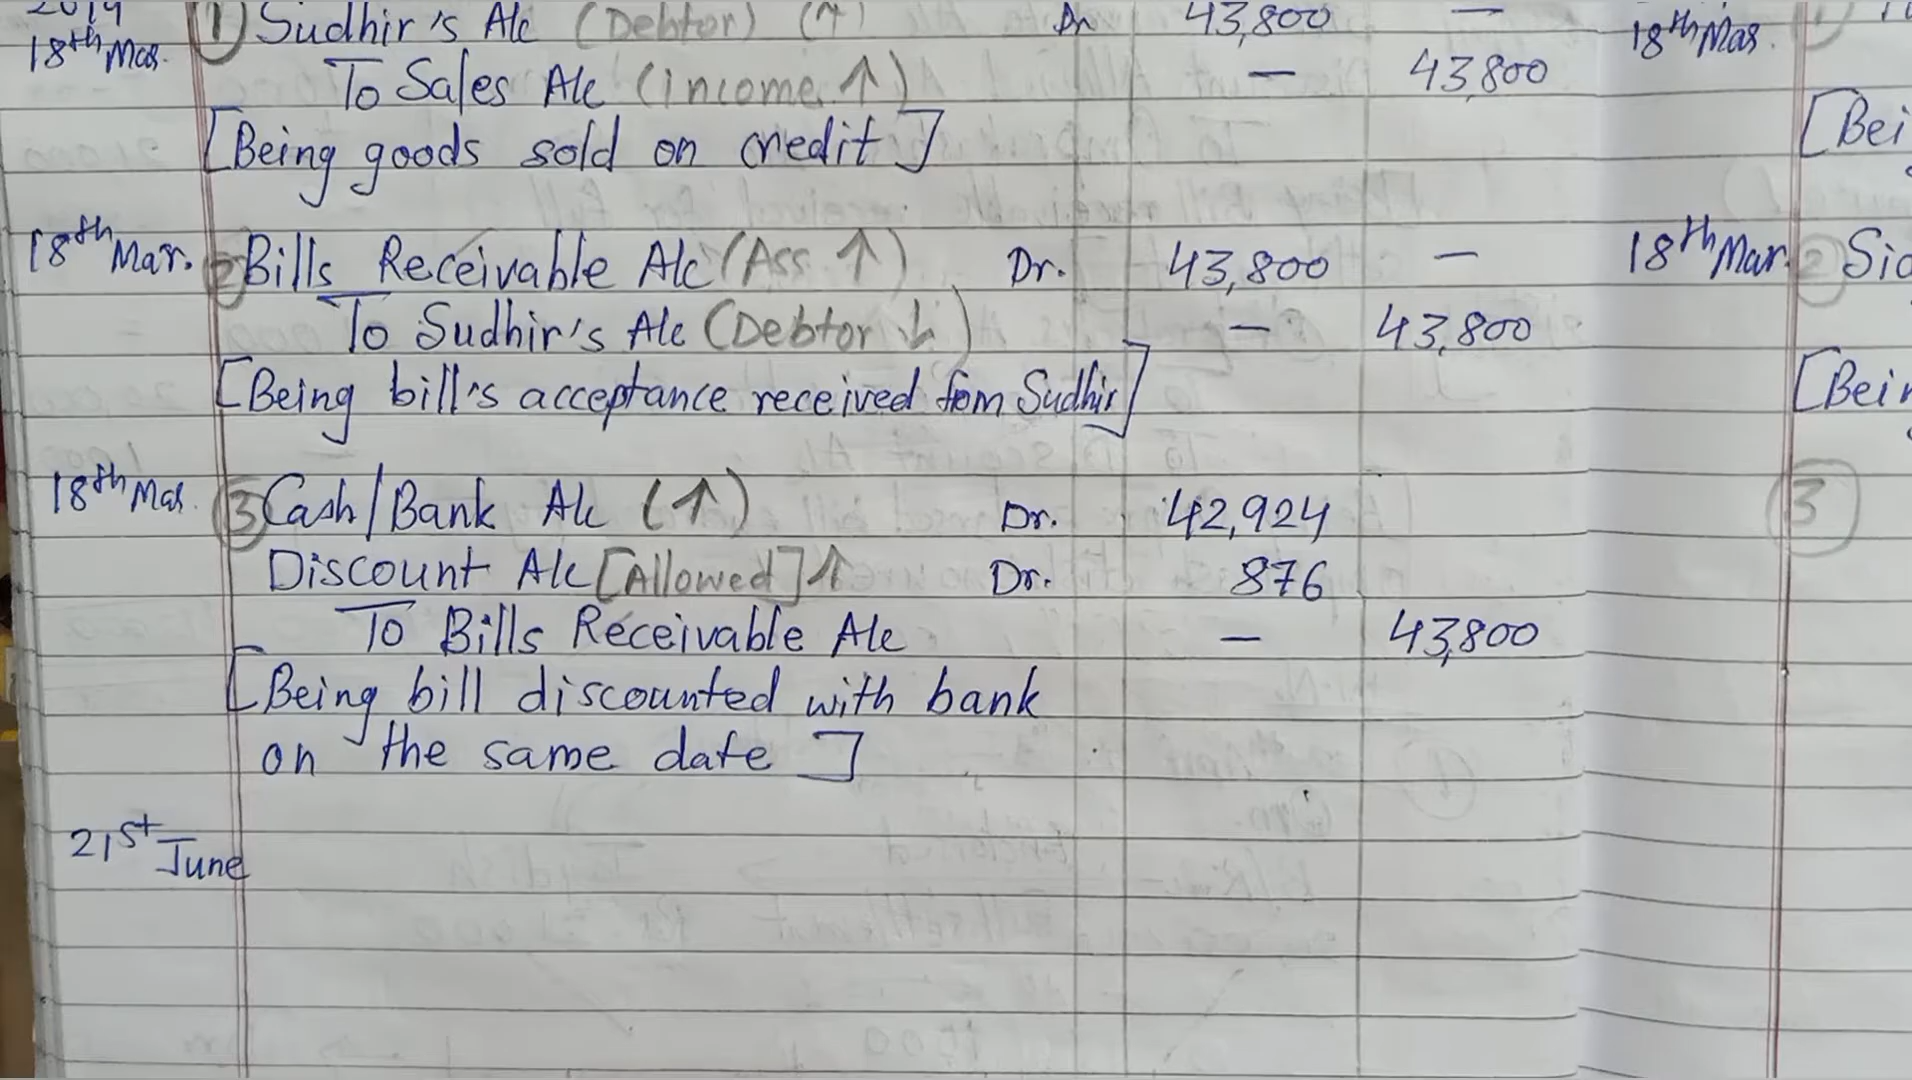 2019
18th Mar. ① Sudhir's A/c (Debtor) (↑) Dr 43,800 —
To Sales A/c (income ↑) — 43,800
[Being goods sold on credit]
18th Mar. ② Bills Receivable A/c (Ass. ↑) Dr. 43,800 —
To Sudhir's A/c (Debtor ↓) — 43,800
[Being bill's acceptance received from Sudhir]
18th Mar. ③ Cash/Bank A/c (↑) Dr. 42,924
Discount A/c [Allowed] ↑ Dr. 876
To Bills Receivable A/c — 43,800
[Being bill discounted with bank
on the same date]
21st June
18th Mar.
[Bei
18th Mar. ②
[Bein
③